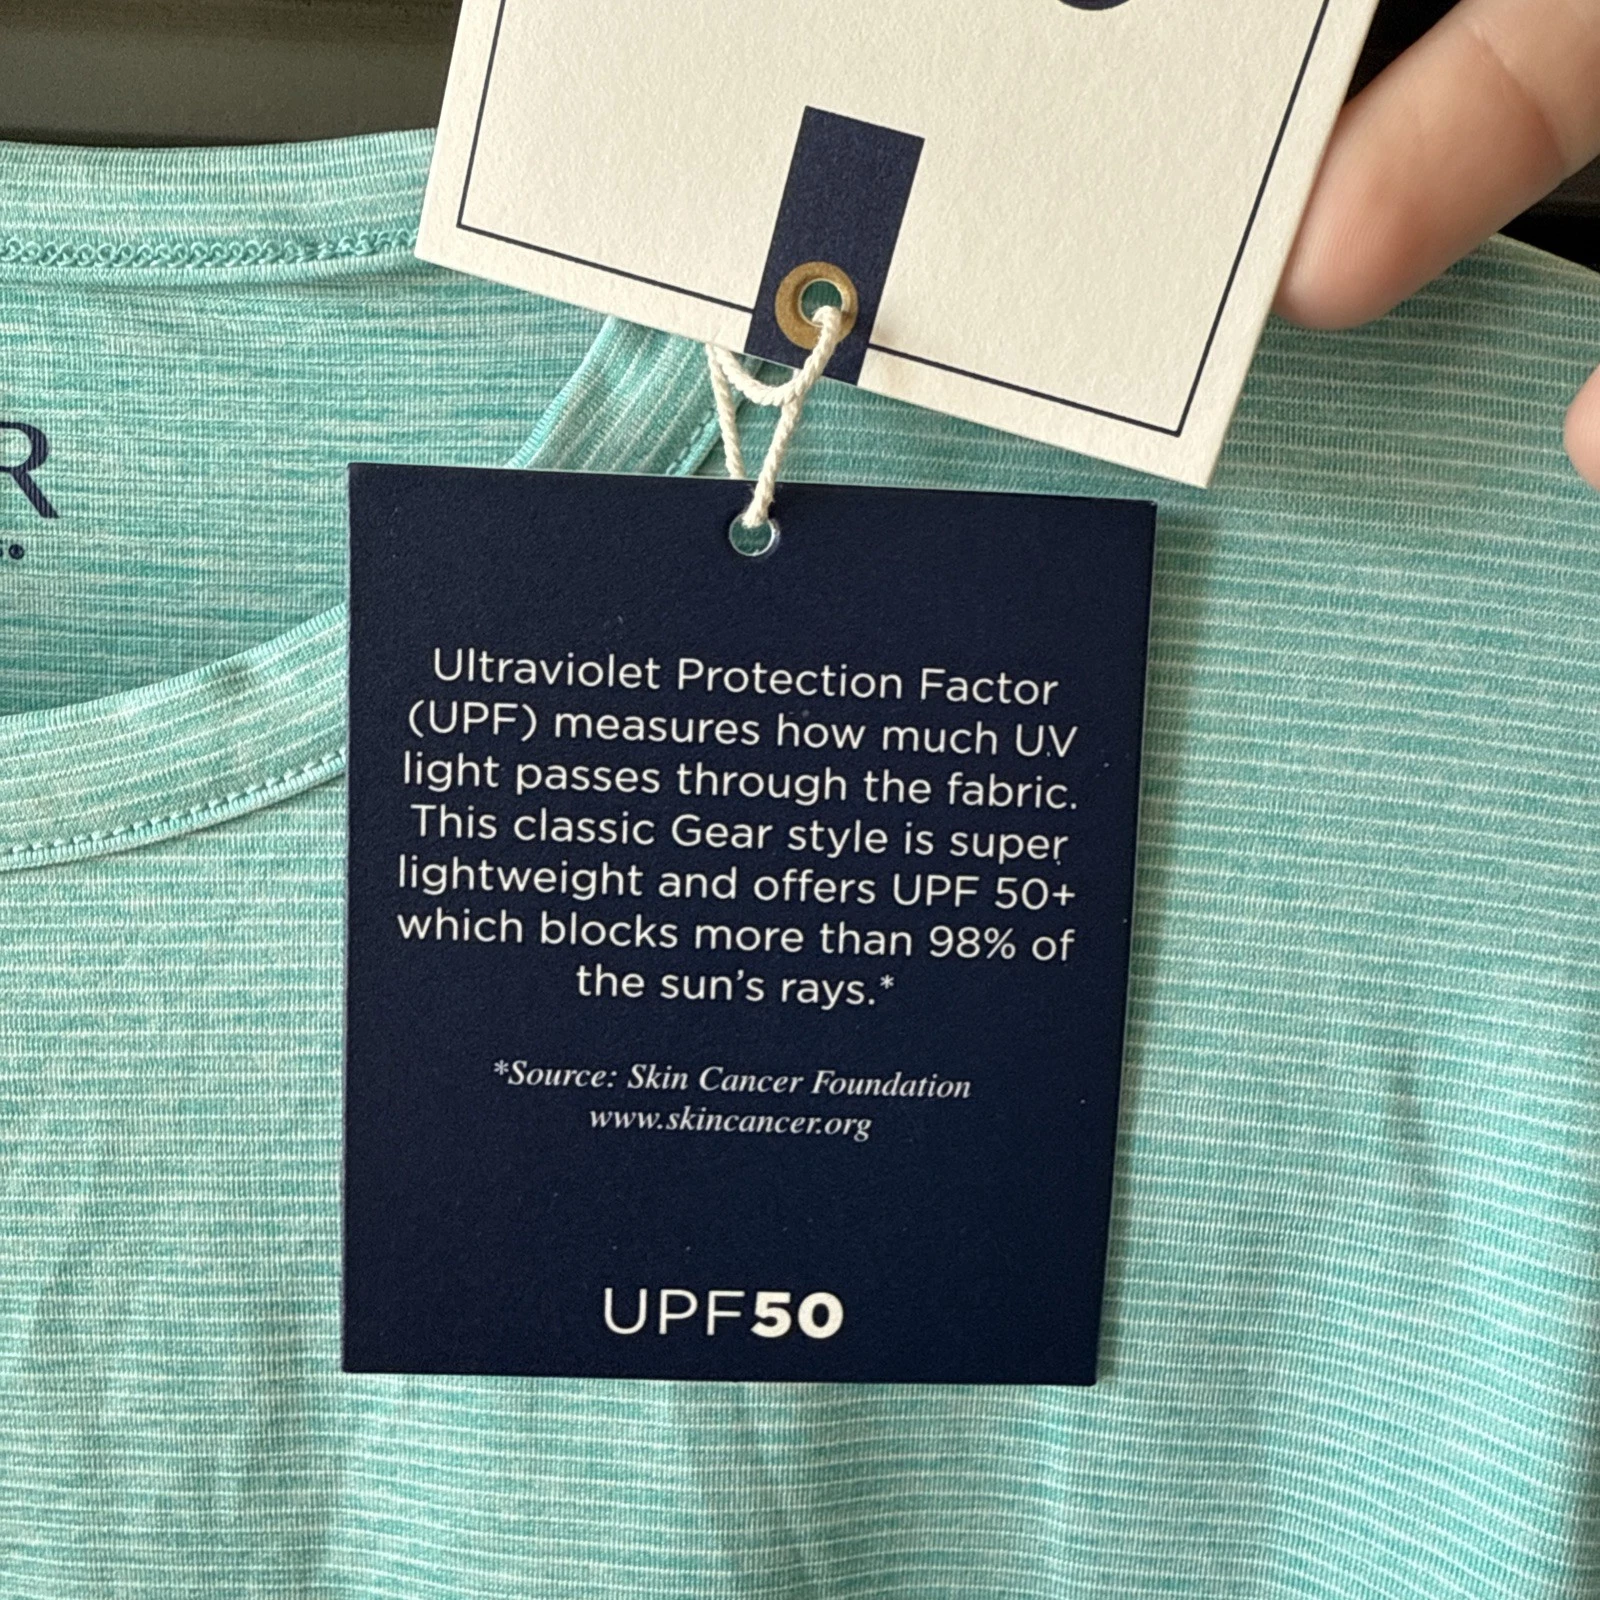 R
S®
Ultraviolet Protection Factor
(UPF) measures how much UV
light passes through the fabric.
This classic Gear style is super
lightweight and offers UPF 50+
which blocks more than 98% of
the sun's rays.*
*Source: Skin Cancer Foundation
www.skincancer.org
UPF50